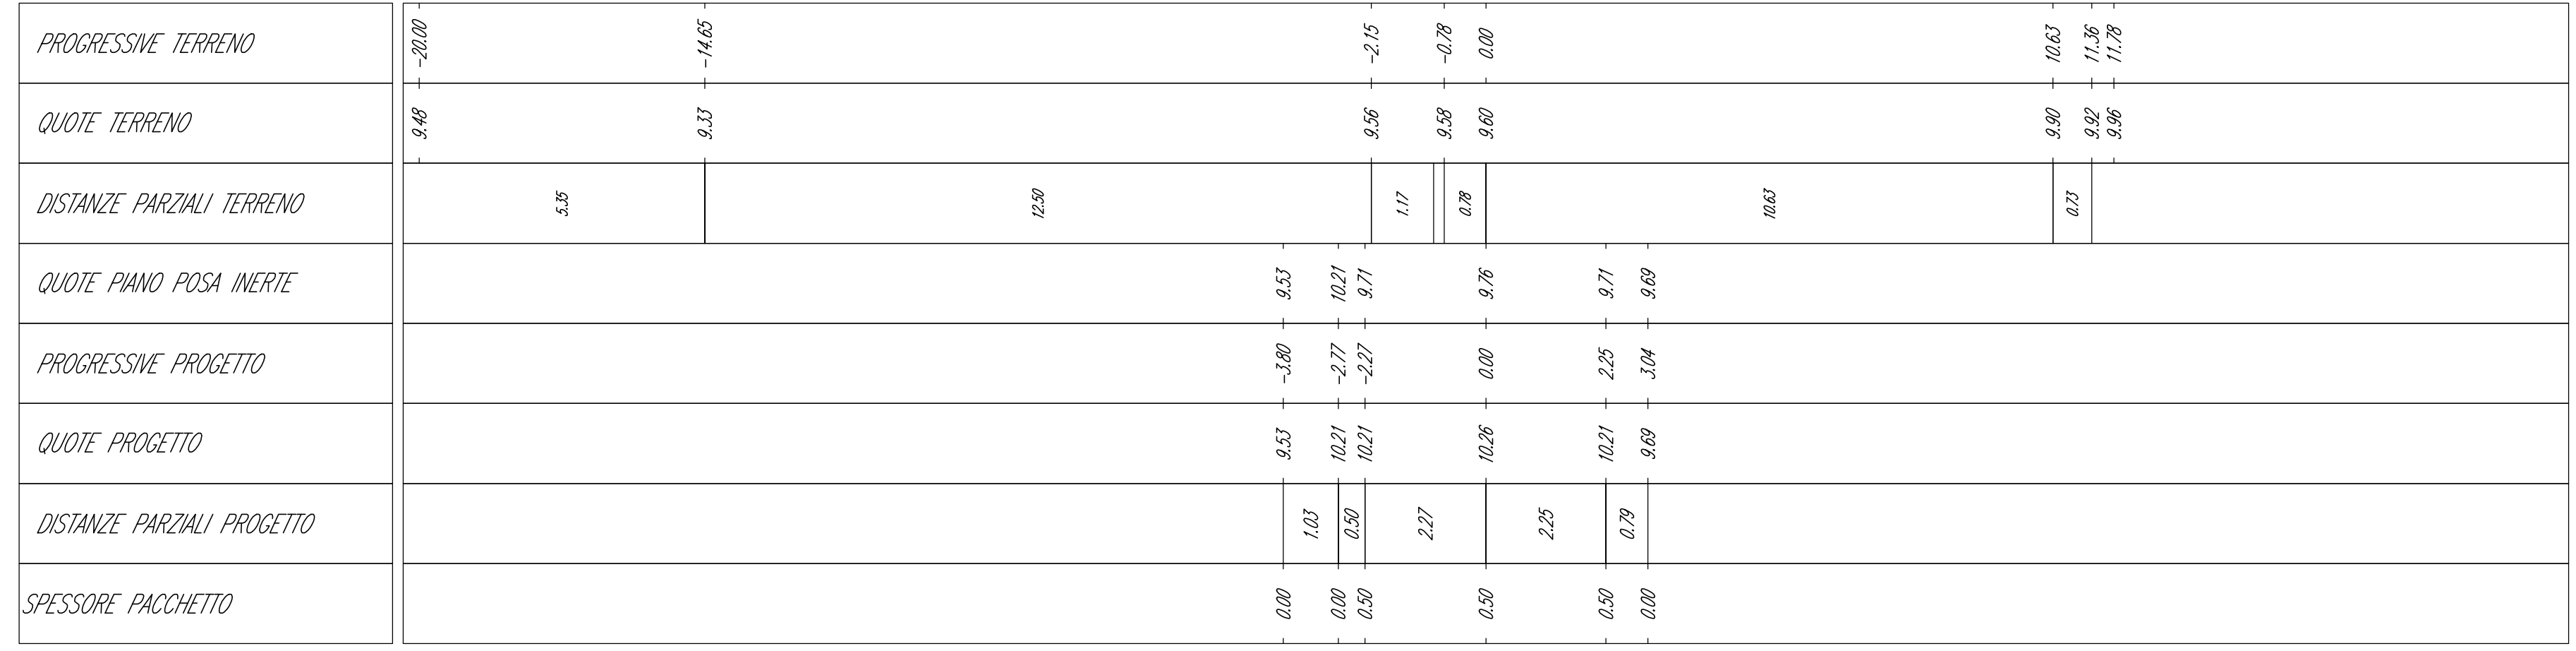 PROGRESSIVE TERRENO -20.00 -14.65 -2.15 -0.78 0.00 10.63 11.36 11.78
QUOTE TERRENO 9.48 9.33 9.56 9.58 9.60 9.90 9.92 9.96
DISTANZE PARZIALI TERRENO 5.35 12.50 1.17 0.78 10.63 0.73
QUOTE PIANO POSA INERTE 9.53 10.21 9.71 9.76 9.71 9.69
PROGRESSIVE PROGETTO -3.80 -2.77 -2.27 0.00 2.25 3.04
QUOTE PROGETTO 9.53 10.21 10.21 10.26 10.21 9.69
DISTANZE PARZIALI PROGETTO 1.03 0.50 2.27 2.25 0.79
SPESSORE PACCHETTO 0.00 0.00 0.50 0.50 0.50 0.00